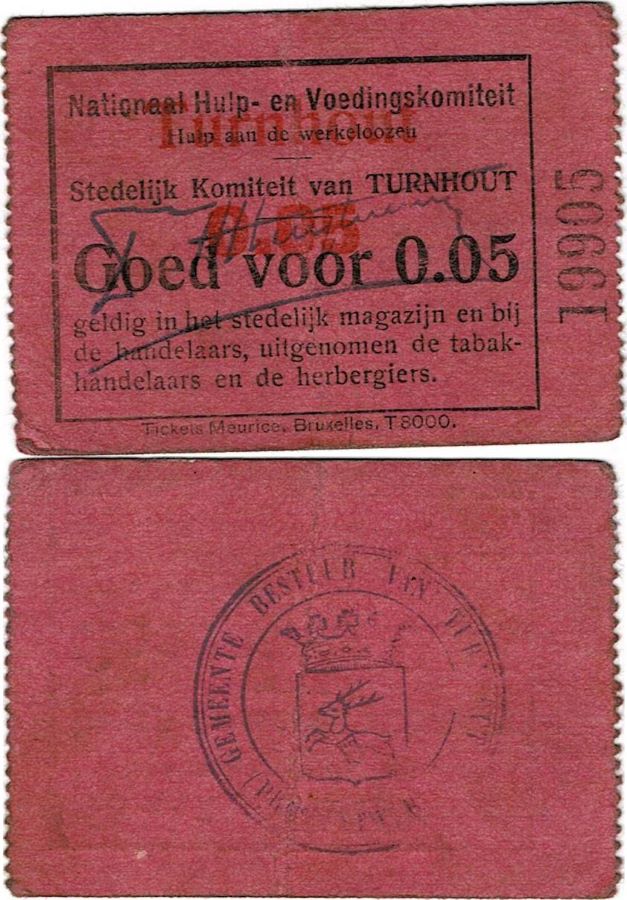 Nationaal Hulp- en Voedingskomiteit
Turnhout
Hulp aan de werkeloozen
Stedelijk Komiteit van TURNHOUT
0.05
Goed voor 0.05
geldig in het stedelijk magazijn en bij
de handelaars, uitgenomen de tabak-
handelaars en de herbergiers.
Tickets Meurice, Bruxelles, T 8000.
19905
GEMEENTE BESTUUR VAN